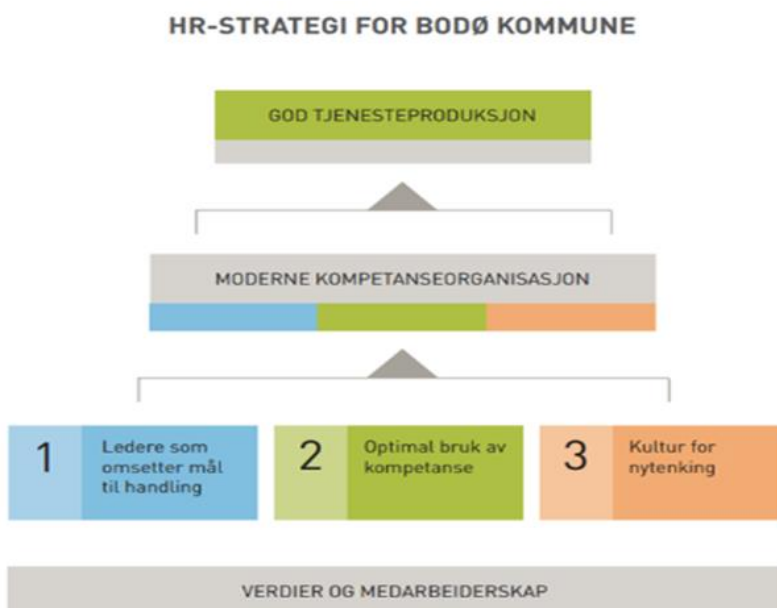 HR-STRATEGI FOR BODØ KOMMUNE
GOD TJENESTEPRODUKSJON
MODERNE KOMPETANSEORGANISASJON
1
Ledere som
omsetter mål
til handling
2
Optimal bruk av
kompetanse
3
Kultur for
nytenking
VERDIER OG MEDARBEIDERSKAP